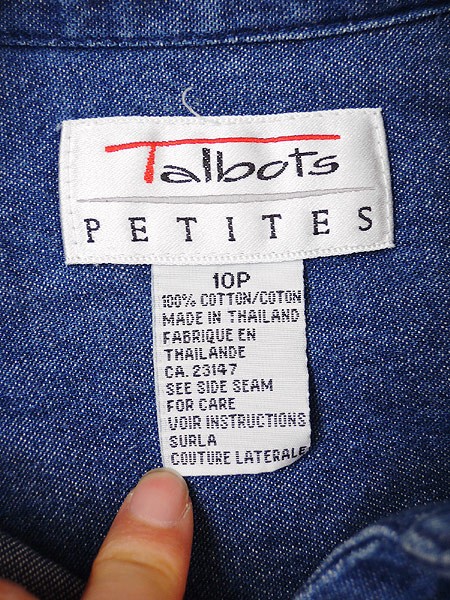 Talbots
PETITES
10P
100% COTTON/COTON
MADE IN THAILAND
FABRIQUE EN
THAILANDE
CA. 23147
SEE SIDE SEAM
FOR CARE
VOIR INSTRUCTIONS
SURLA
COUTURE LATERALE